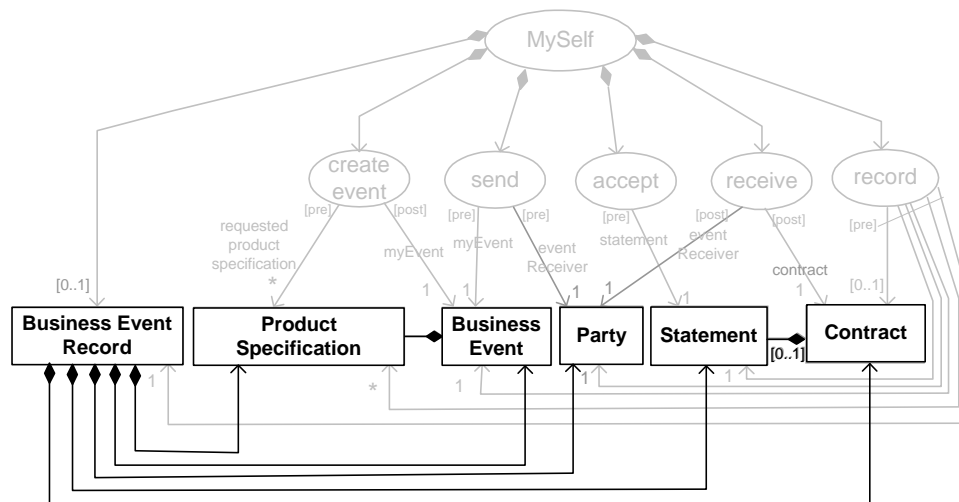 MySelf
create
event
send
accept
receive
record
[pre]
[post]
[pre]
[pre]
[pre]
[post]
[post]
[pre]
requested
product
specification
*
myEvent
1
myEvent
1
event
Receiver
1
statement
1
event
Receiver
1
contract
1
[0..1]
[0..1]
Business Event
Record
Product
Specification
Business
Event
Party
Statement
[0..1]
Contract
1
*
1
1
1